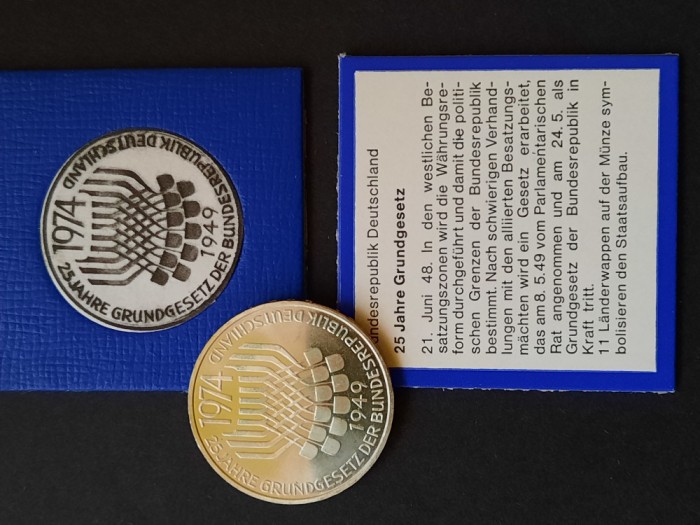 1974
25 JAHRE GRUNDGESETZ DER BUNDESREPUBLIK DEUTSCHLAND
1949
1974
25 JAHRE GRUNDGESETZ DER BUNDESREPUBLIK DEUTSCHLAND
1949
undesrepublik Deutschland
25 Jahre Grundgesetz
21. Juni 48. In den westlichen Be-
satzungszonen wird die Währungsre-
form durchgeführt und damit die politi-
schen Grenzen der Bundesrepublik
bestimmt. Nach schwierigen Verhand-
lungen mit den alliierten Besatzungs-
mächten wird ein Gesetz erarbeitet,
das am 8. 5.49 vom Parlamentarischen
Rat angenommen und am 24. 5. als
Grundgesetz der Bundesrepublik in
Kraft tritt.
11 Länderwappen auf der Münze sym-
bolisieren den Staatsaufbau.